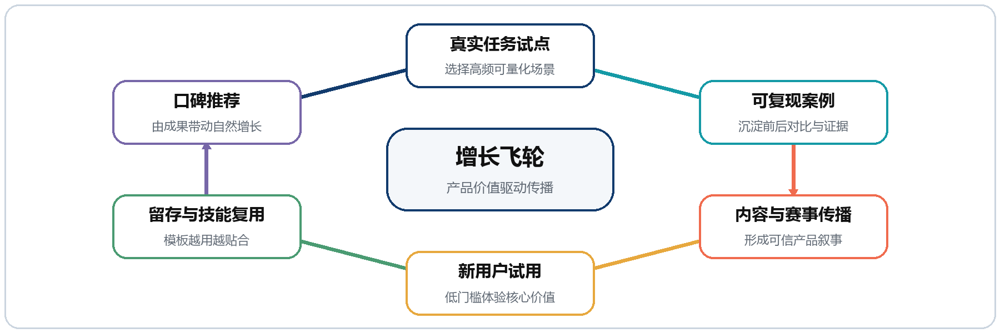 真实任务试点
选择高频可量化场景
口碑推荐
由成果带动自然增长
可复现案例
沉淀前后对比与证据
增长飞轮
产品价值驱动传播
留存与技能复用
模板越用越贴合
内容与赛事传播
形成可信产品叙事
新用户试用
低门槛体验核心价值